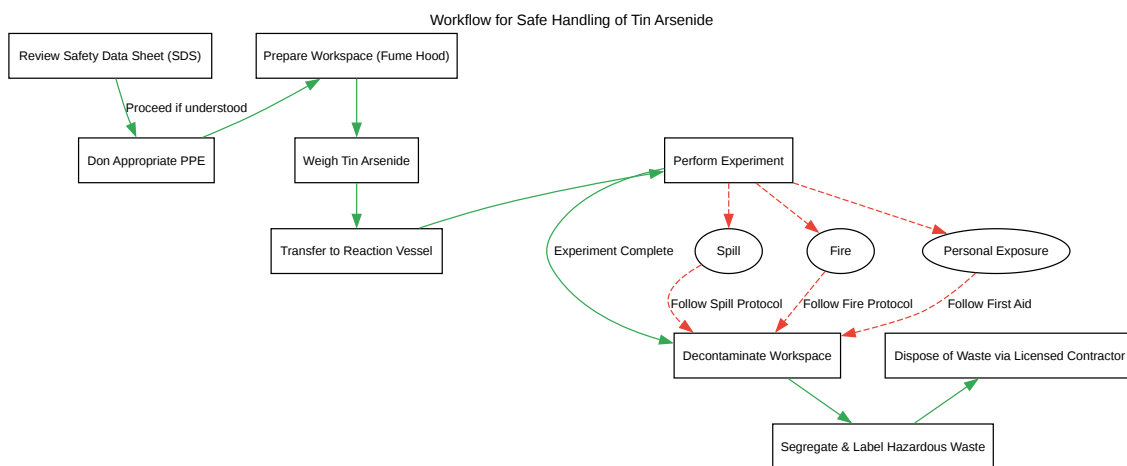 Workflow for Safe Handling of Tin Arsenide
Review Safety Data Sheet (SDS)
Prepare Workspace (Fume Hood)
Proceed if understood
Don Appropriate PPE
Weigh Tin Arsenide
Perform Experiment
Transfer to Reaction Vessel
Experiment Complete
Spill
Fire
Personal Exposure
Follow Spill Protocol
Follow Fire Protocol
Follow First Aid
Decontaminate Workspace
Dispose of Waste via Licensed Contractor
Segregate & Label Hazardous Waste